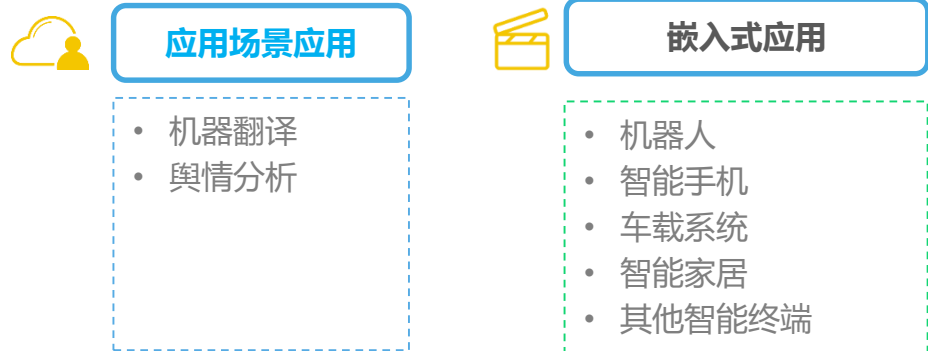 应用场景应用
• 机器翻译
• 舆情分析
嵌入式应用
• 机器人
• 智能手机
• 车载系统
• 智能家居
• 其他智能终端